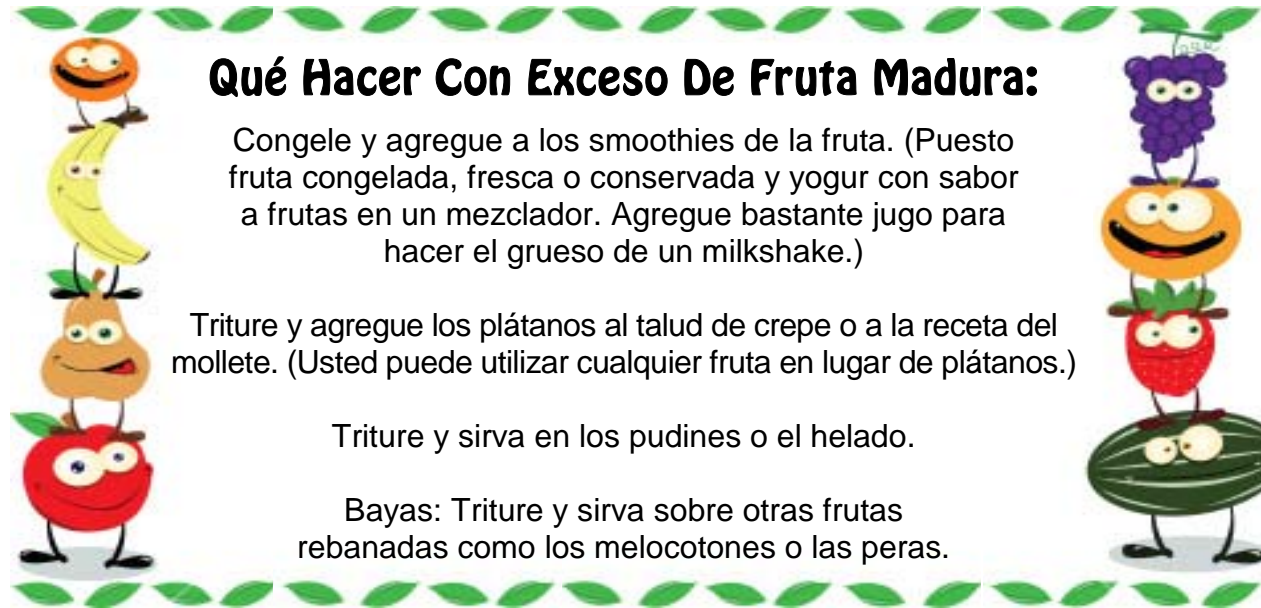 Qué Hacer Con Exceso De Fruta Madura:
Congele y agregue a los smoothies de la fruta. (Puesto
fruta congelada, fresca o conservada y yogur con sabor
a frutas en un mezclador. Agregue bastante jugo para
hacer el grueso de un milkshake.)
Triture y agregue los plátanos al talud de crepe o a la receta del
mollete. (Usted puede utilizar cualquier fruta en lugar de plátanos.)
Triture y sirva en los pudines o el helado.
Bayas: Triture y sirva sobre otras frutas
rebanadas como los melocotones o las peras.